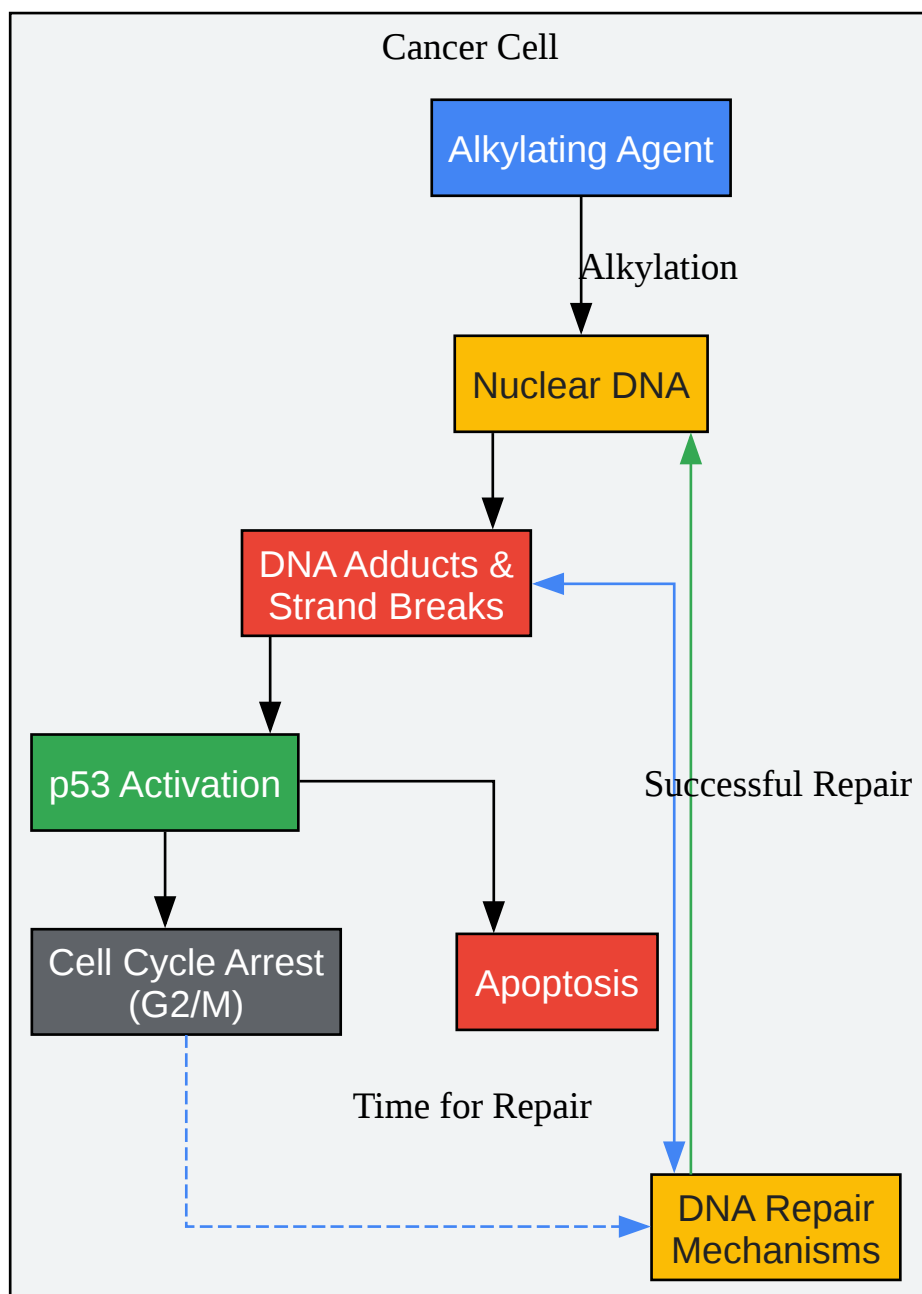 Cancer Cell
Alkylating Agent
Alkylation
Nuclear DNA
DNA Adducts &
Strand Breaks
p53 Activation
Successful Repair
Cell Cycle Arrest
(G2/M)
Apoptosis
Time for Repair
DNA Repair
Mechanisms